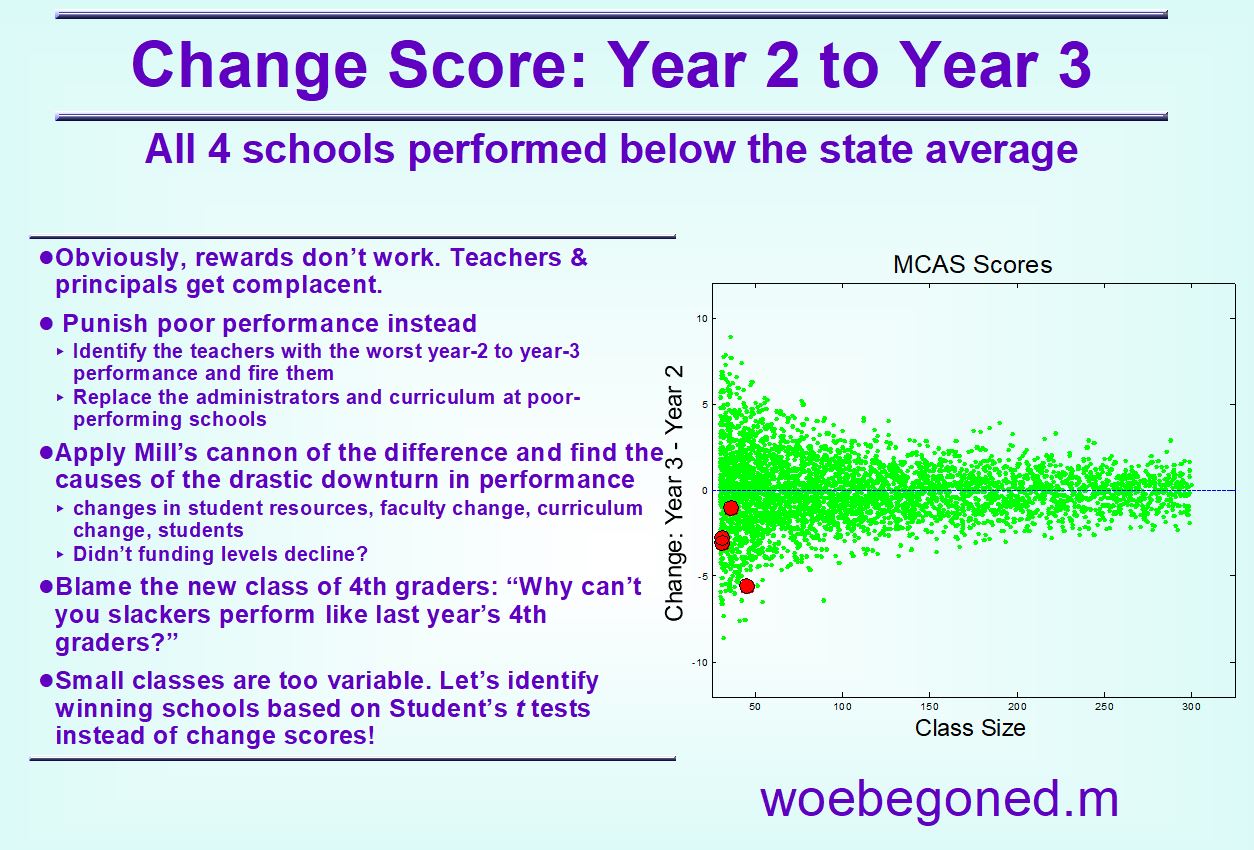 Change Score: Year 2 to Year 3
All 4 schools performed below the state average
●Obviously, rewards don’t work. Teachers &
principals get complacent.
● Punish poor performance instead
▸ Identify the teachers with the worst year-2 to year-3
performance and fire them
▸ Replace the administrators and curriculum at poor-
performing schools
●Apply Mill’s cannon of the difference and find the
causes of the drastic downturn in performance
▸ changes in student resources, faculty change, curriculum
change, students
▸ Didn’t funding levels decline?
●Blame the new class of 4th graders: “Why can’t
you slackers perform like last year’s 4th
graders?”
●Small classes are too variable. Let’s identify
winning schools based on Student’s t tests
instead of change scores!
MCAS Scores
Change: Year 3 - Year 2
10
5
0
-5
-10
50 100 150 200 250 300
Class Size
woebegoned.m